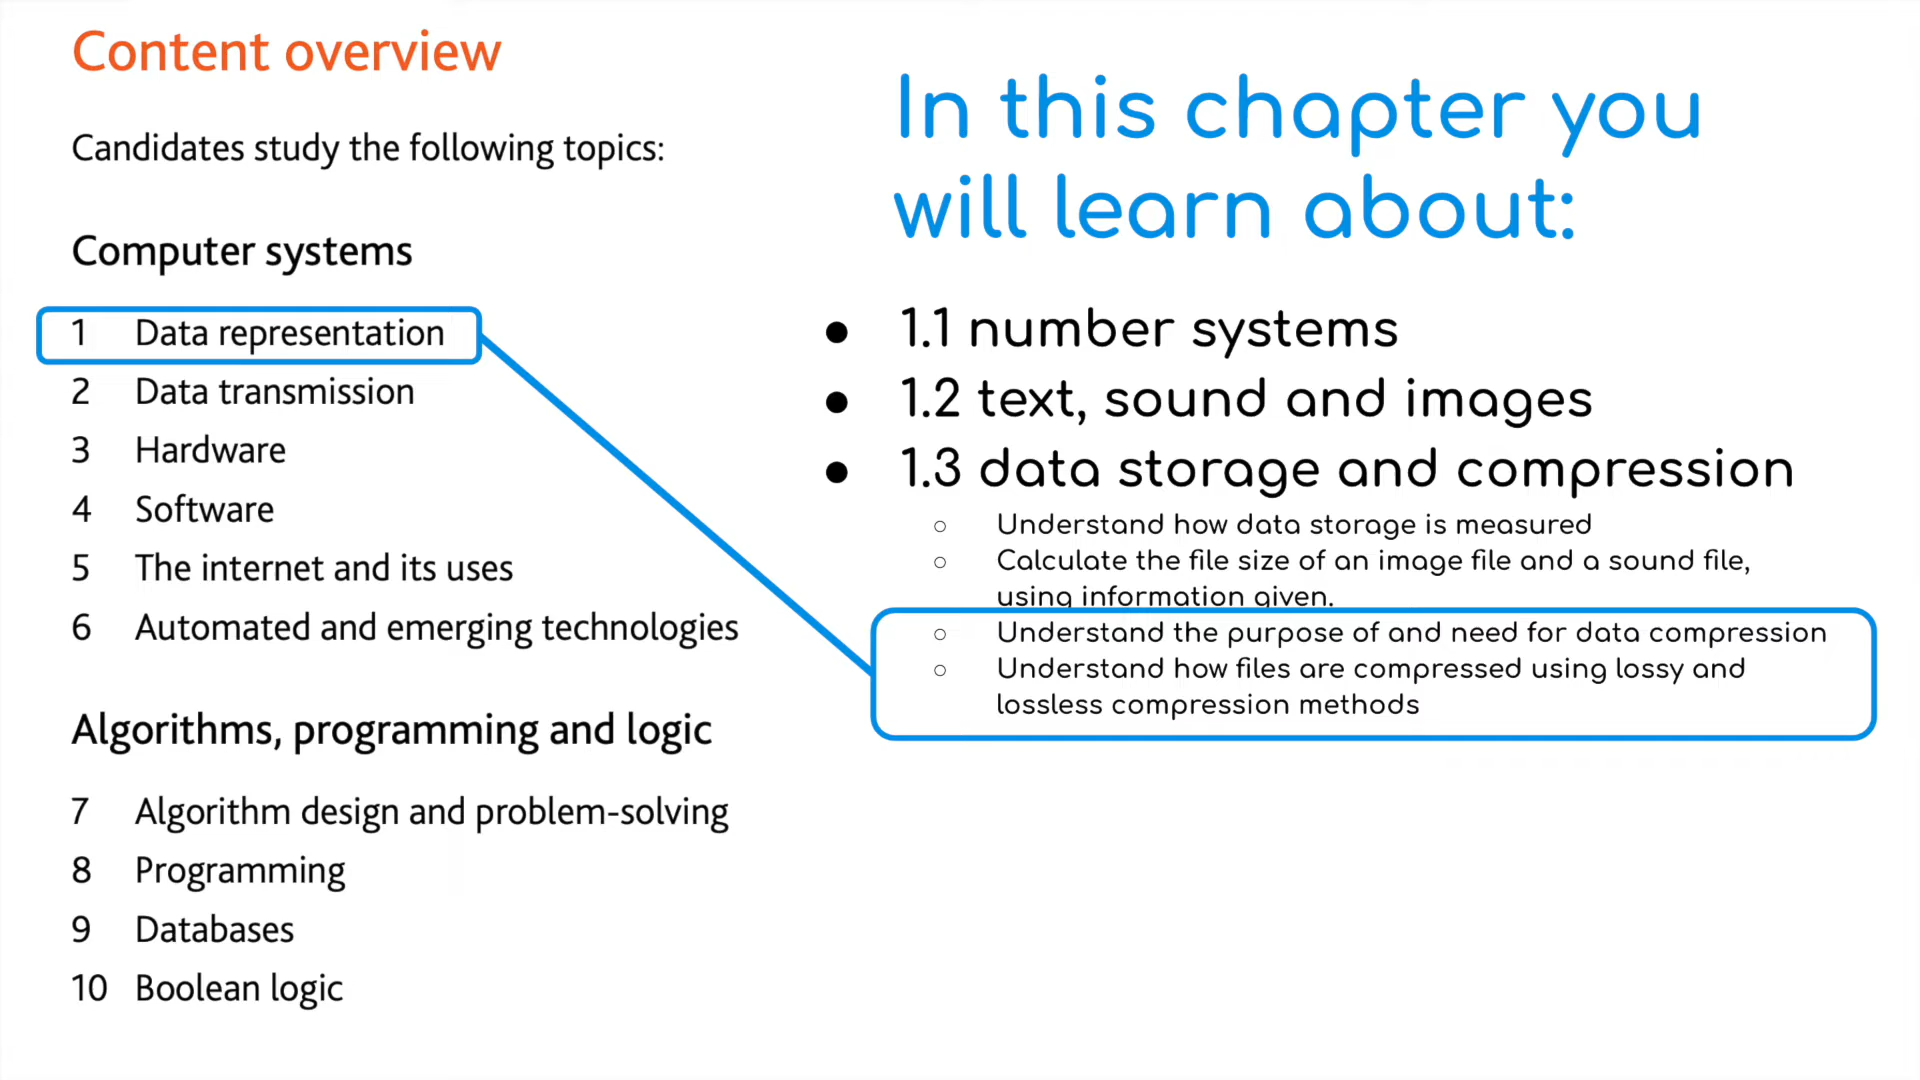 Content overview
Candidates study the following topics:
Computer systems
1 Data representation
2 Data transmission
3 Hardware
4 Software
5 The internet and its uses
6 Automated and emerging technologies
Algorithms, programming and logic
7 Algorithm design and problem-solving
8 Programming
9 Databases
10 Boolean logic
In this chapter you
will learn about:
● 1.1 number systems
● 1.2 text, sound and images
● 1.3 data storage and compression
○ Understand how data storage is measured
○ Calculate the file size of an image file and a sound file,
using information given.
○ Understand the purpose of and need for data compression
○ Understand how files are compressed using lossy and
lossless compression methods